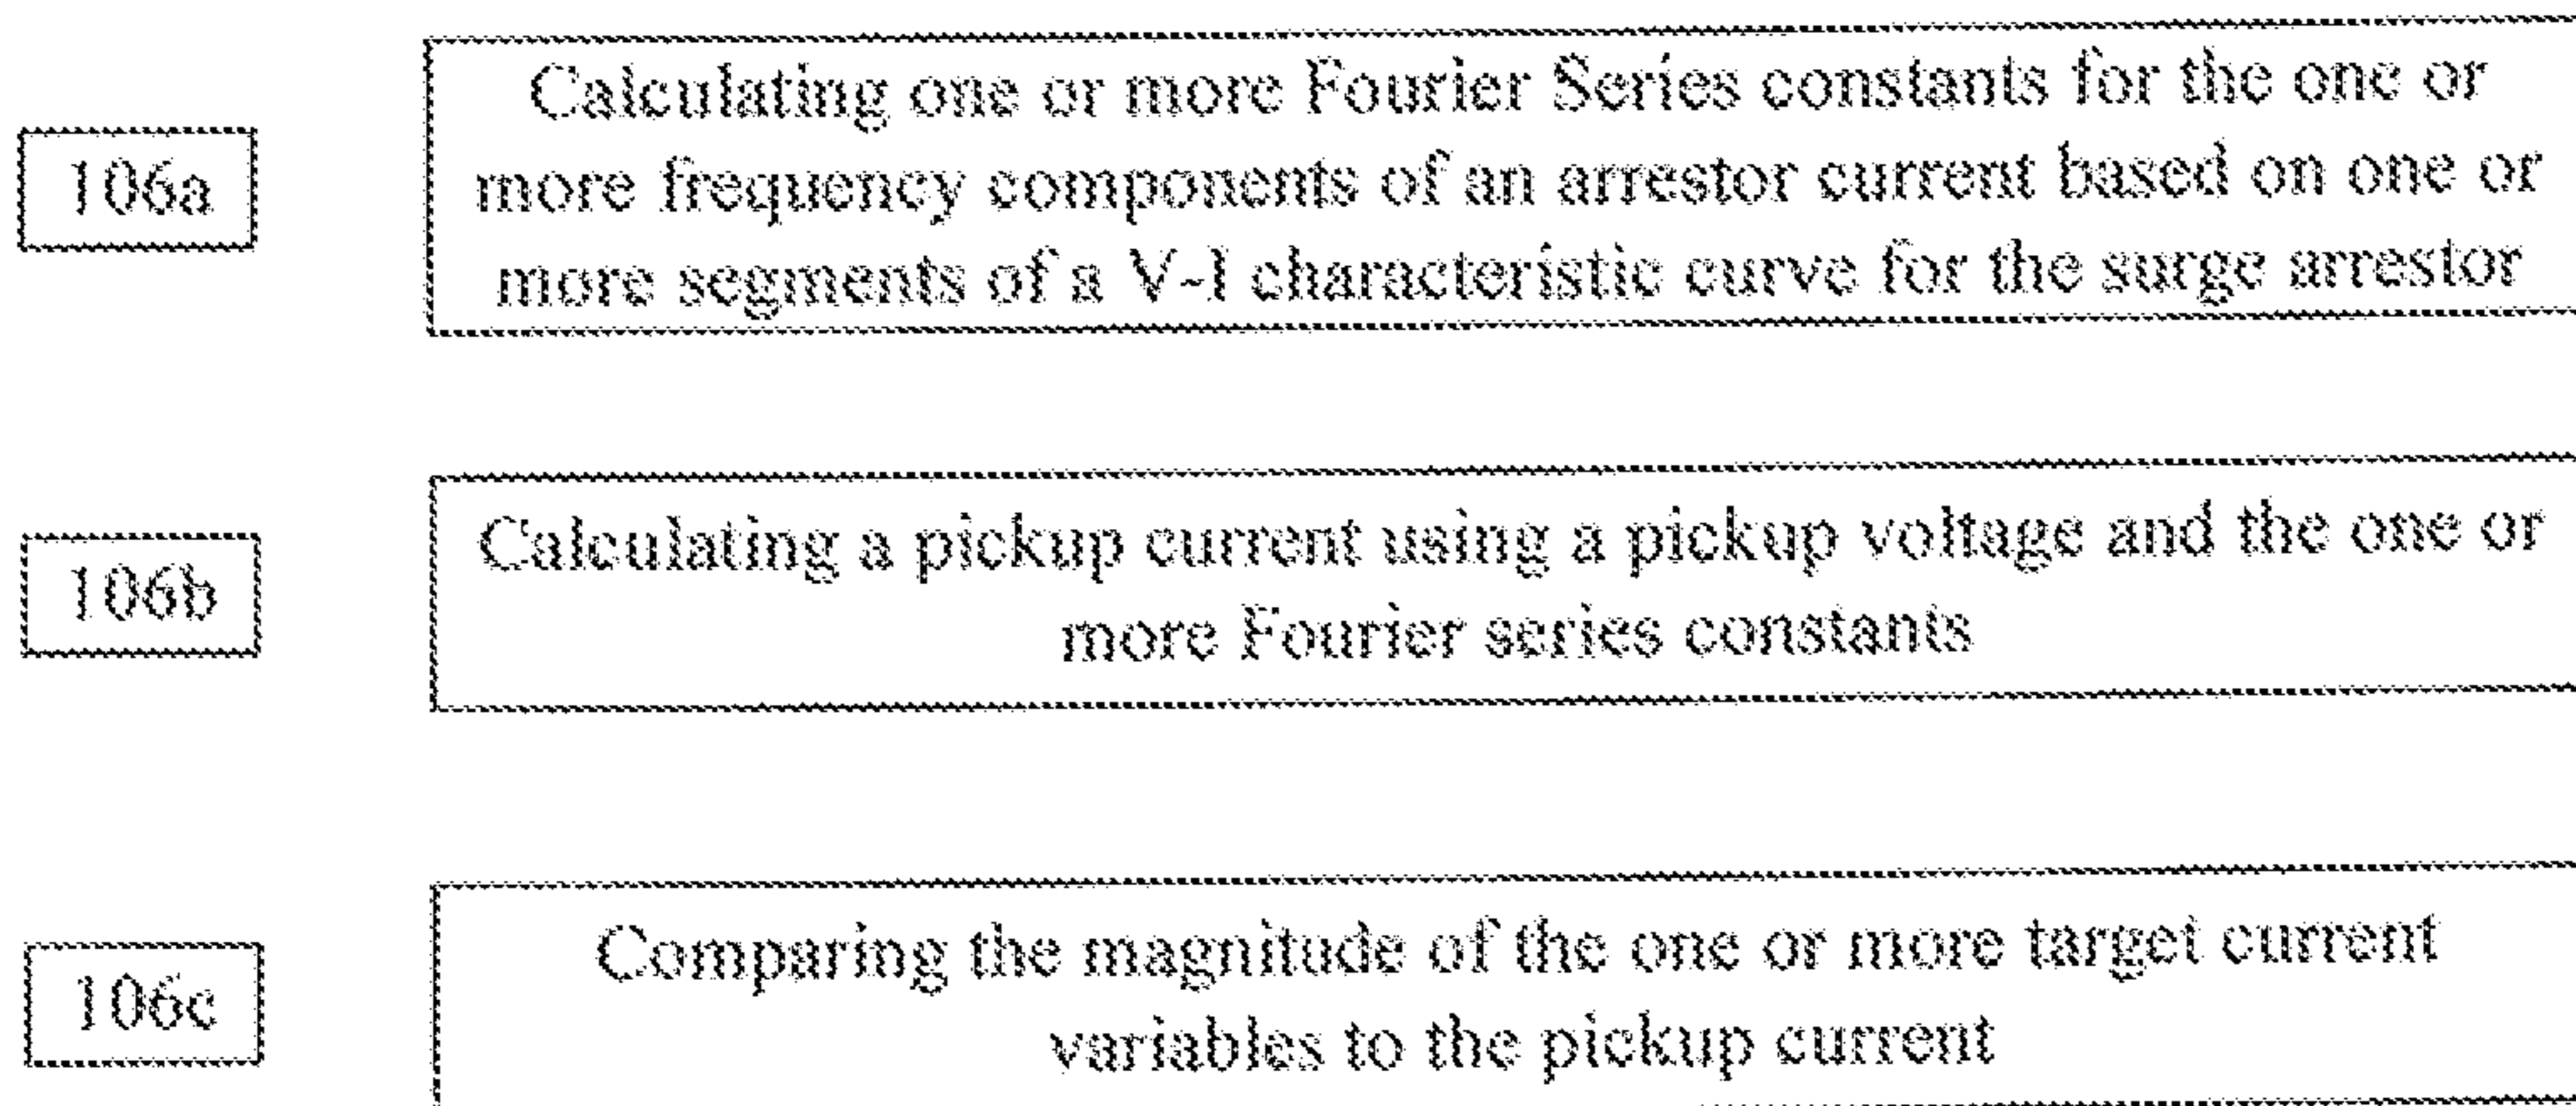 106a
Calculating one or more Fourier Series constants for the one or
more frequency components of an arrestor current based on one or
more segments of a V-I characteristic curve for the surge arrestor
106b
Calculating a pickup current using a pickup voltage and the one or
more Fourier series constants
106c
Comparing the magnitude of the one or more target current
variables to the pickup current